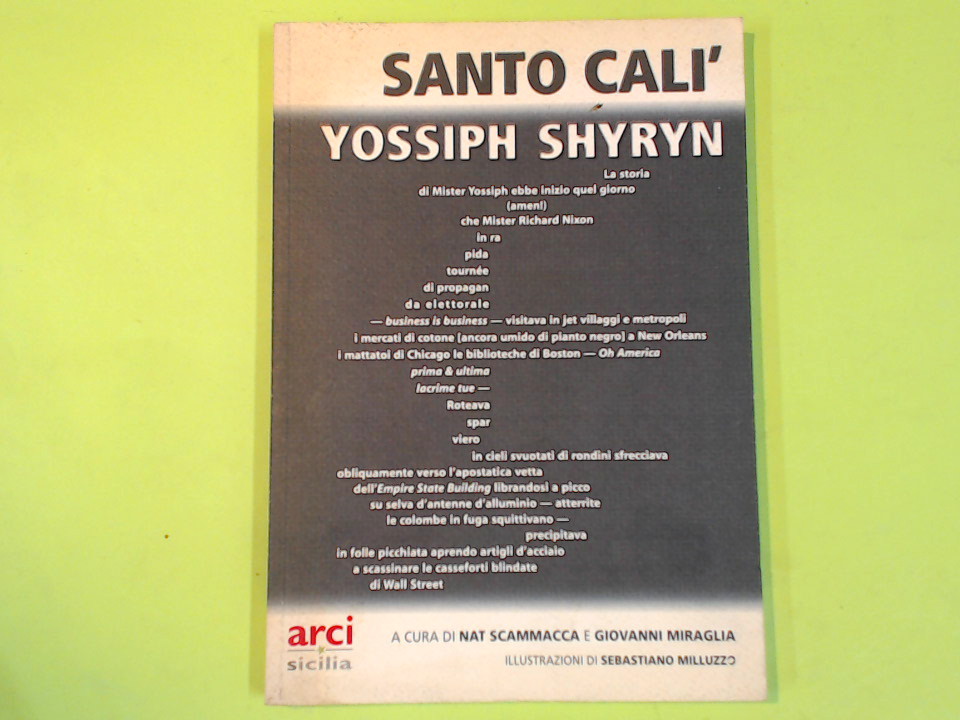 SANTO CALI’
YOSSIPH SHYRYN
La storia
di Mister Yossiph ebbe inizio quel giorno
(amen!)
che Mister Richard Nixon
in ra
pida
tournée
di propagan
da elettorale
— business is business — visitava in jet villaggi e metropoli
i mercati di cotone [ancora umido di pianto negro] a New Orleans
i mattatoi di Chicago le biblioteche di Boston — Oh America
prima & ultima
lacrime tue —
Roteava
spar
viero
in cieli svuotati di rondini sfrecciava
obliquamente verso l’apostatica vetta
dell’Empire State Building librandosi a picco
su selva d’antenne d’alluminio — atterrite
le colombe in fuga squittivano —
precipitava
in folle picchiata aprendo artigli d’acciaio
a scassinare le casseforti blindate
di Wall Street
arci
sicilia
A CURA DI NAT SCAMMACCA E GIOVANNI MIRAGLIA
ILLUSTRAZIONI DI SEBASTIANO MILLUZZO